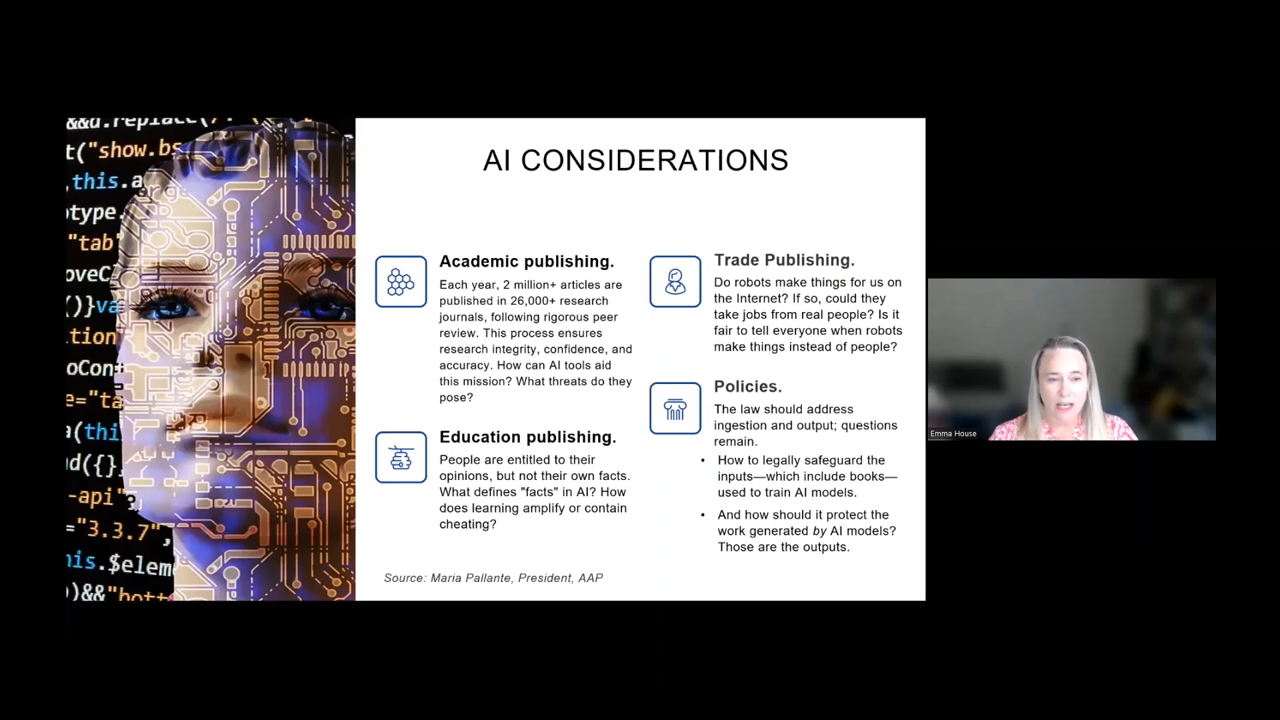 &&d.replace(/
t("show.bs
,this.a
otype.
"tab"
oveC
()}va
tion
oCon
="ta
a(thi
d({}
-api",
="3.3.7",
his.$elem
)&&"bott
AI CONSIDERATIONS
Academic publishing.
Each year, 2 million+ articles are
published in 26,000+ research
journals, following rigorous peer
review. This process ensures
research integrity, confidence, and
accuracy. How can AI tools aid
this mission? What threats do they
pose?
Education publishing.
People are entitled to their
opinions, but not their own facts.
What defines "facts" in AI? How
does learning amplify or contain
cheating?
Source: Maria Pallante, President, AAP
Trade Publishing.
Do robots make things for us on
the Internet? If so, could they
take jobs from real people? Is it
fair to tell everyone when robots
make things instead of people?
Policies.
The law should address
ingestion and output; questions
remain.
• How to legally safeguard the
inputs—which include books—
used to train AI models.
• And how should it protect the
work generated by AI models?
Those are the outputs.
Emma House